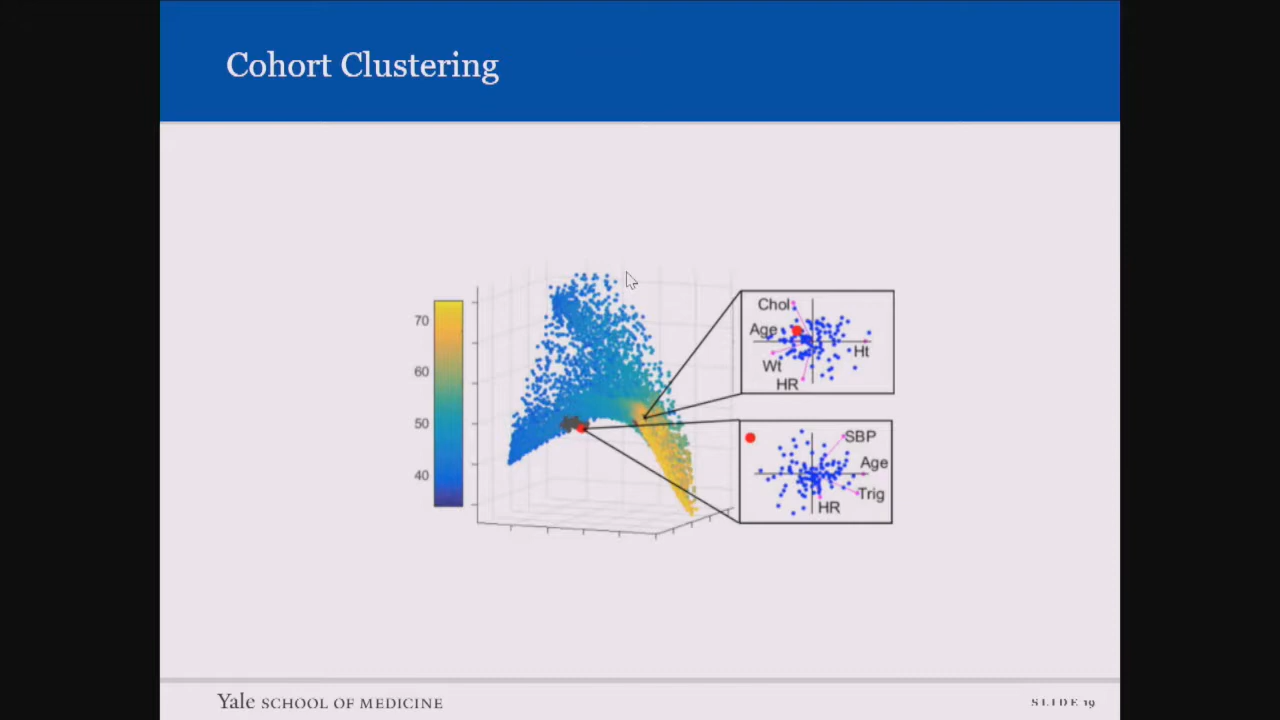 Cohort Clustering
70
60
50
40
Chol
Age
Ht
Wt
HR
SBP
Age
Trig
HR
Yale SCHOOL OF MEDICINE
SLIDE 19